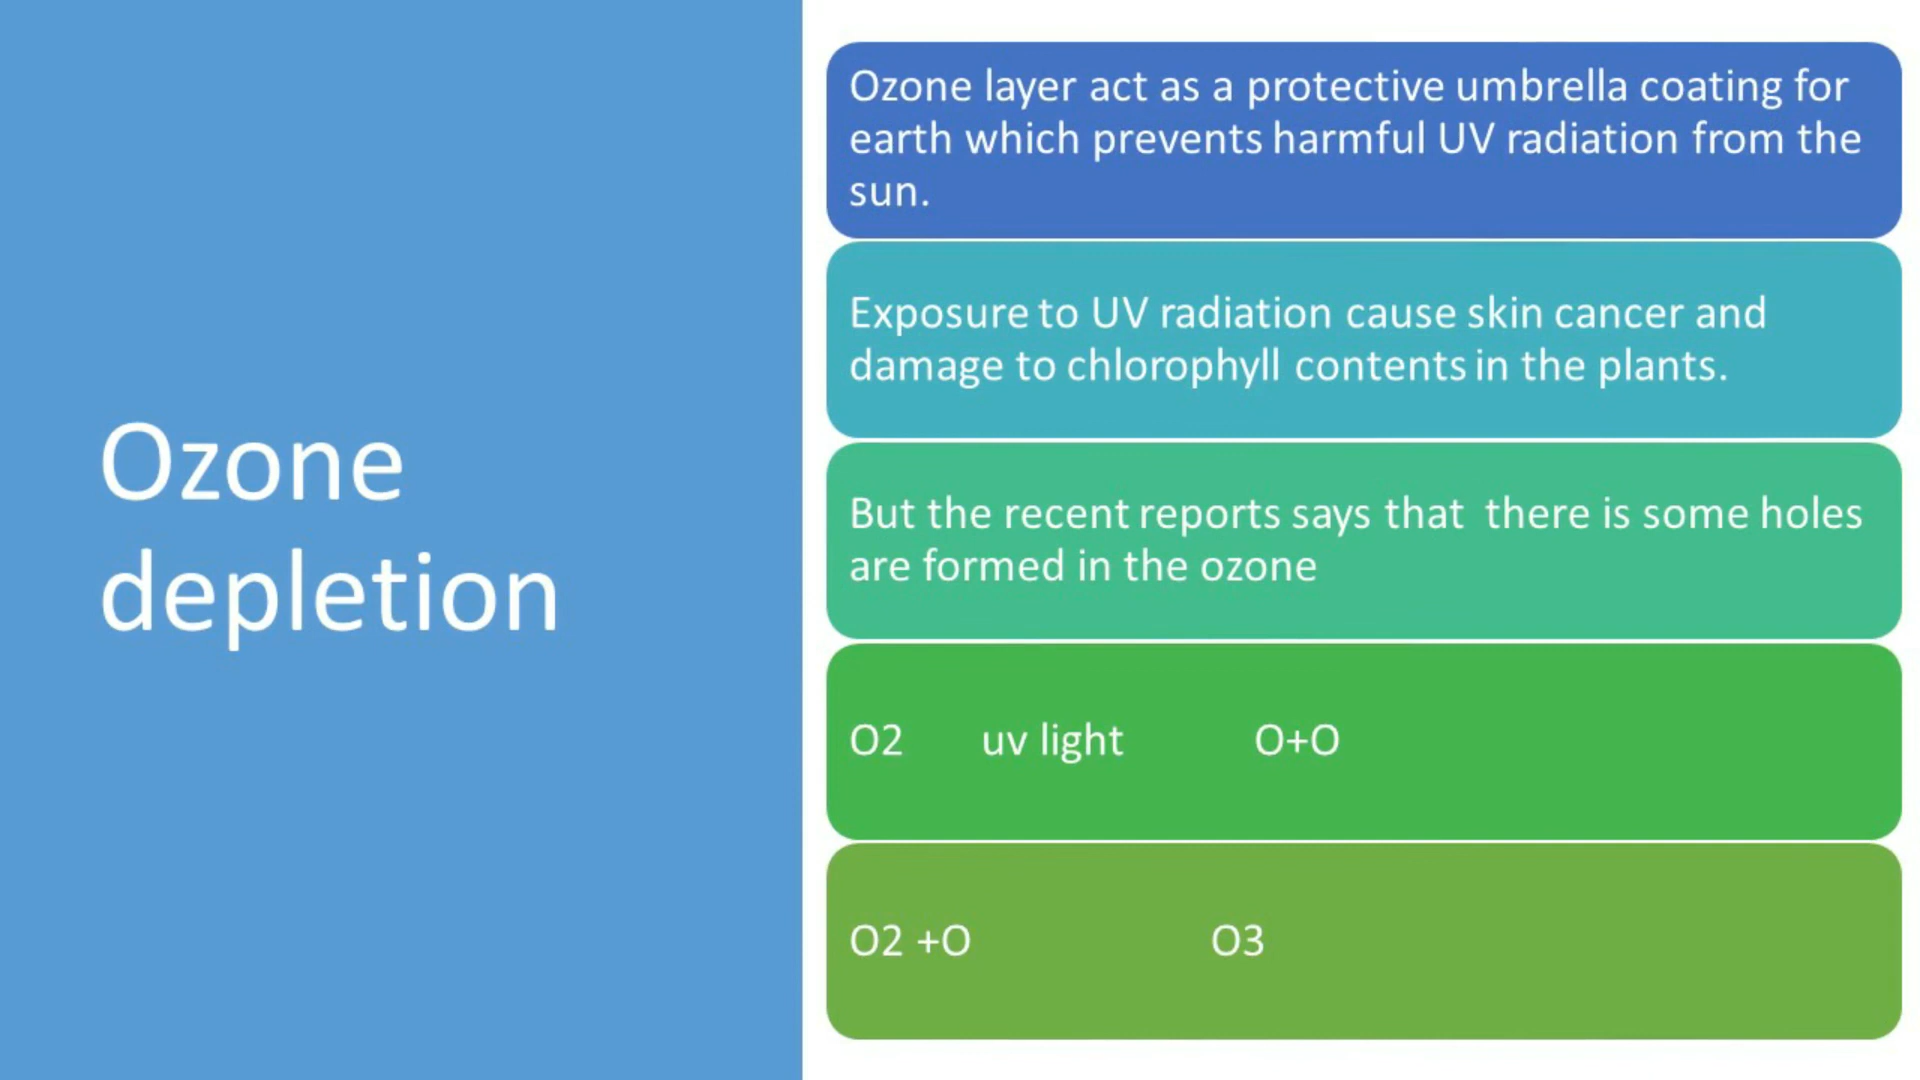 Ozone
depletion
Ozone layer act as a protective umbrella coating for
earth which prevents harmful UV radiation from the
sun.
Exposure to UV radiation cause skin cancer and
damage to chlorophyll contents in the plants.
But the recent reports says that there is some holes
are formed in the ozone
O2 uv light O+O
O2 +O O3